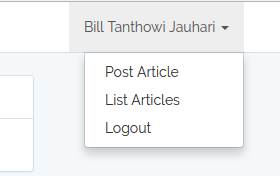 Bill Tanthowi Jauhari
Post Article
List Articles
Logout